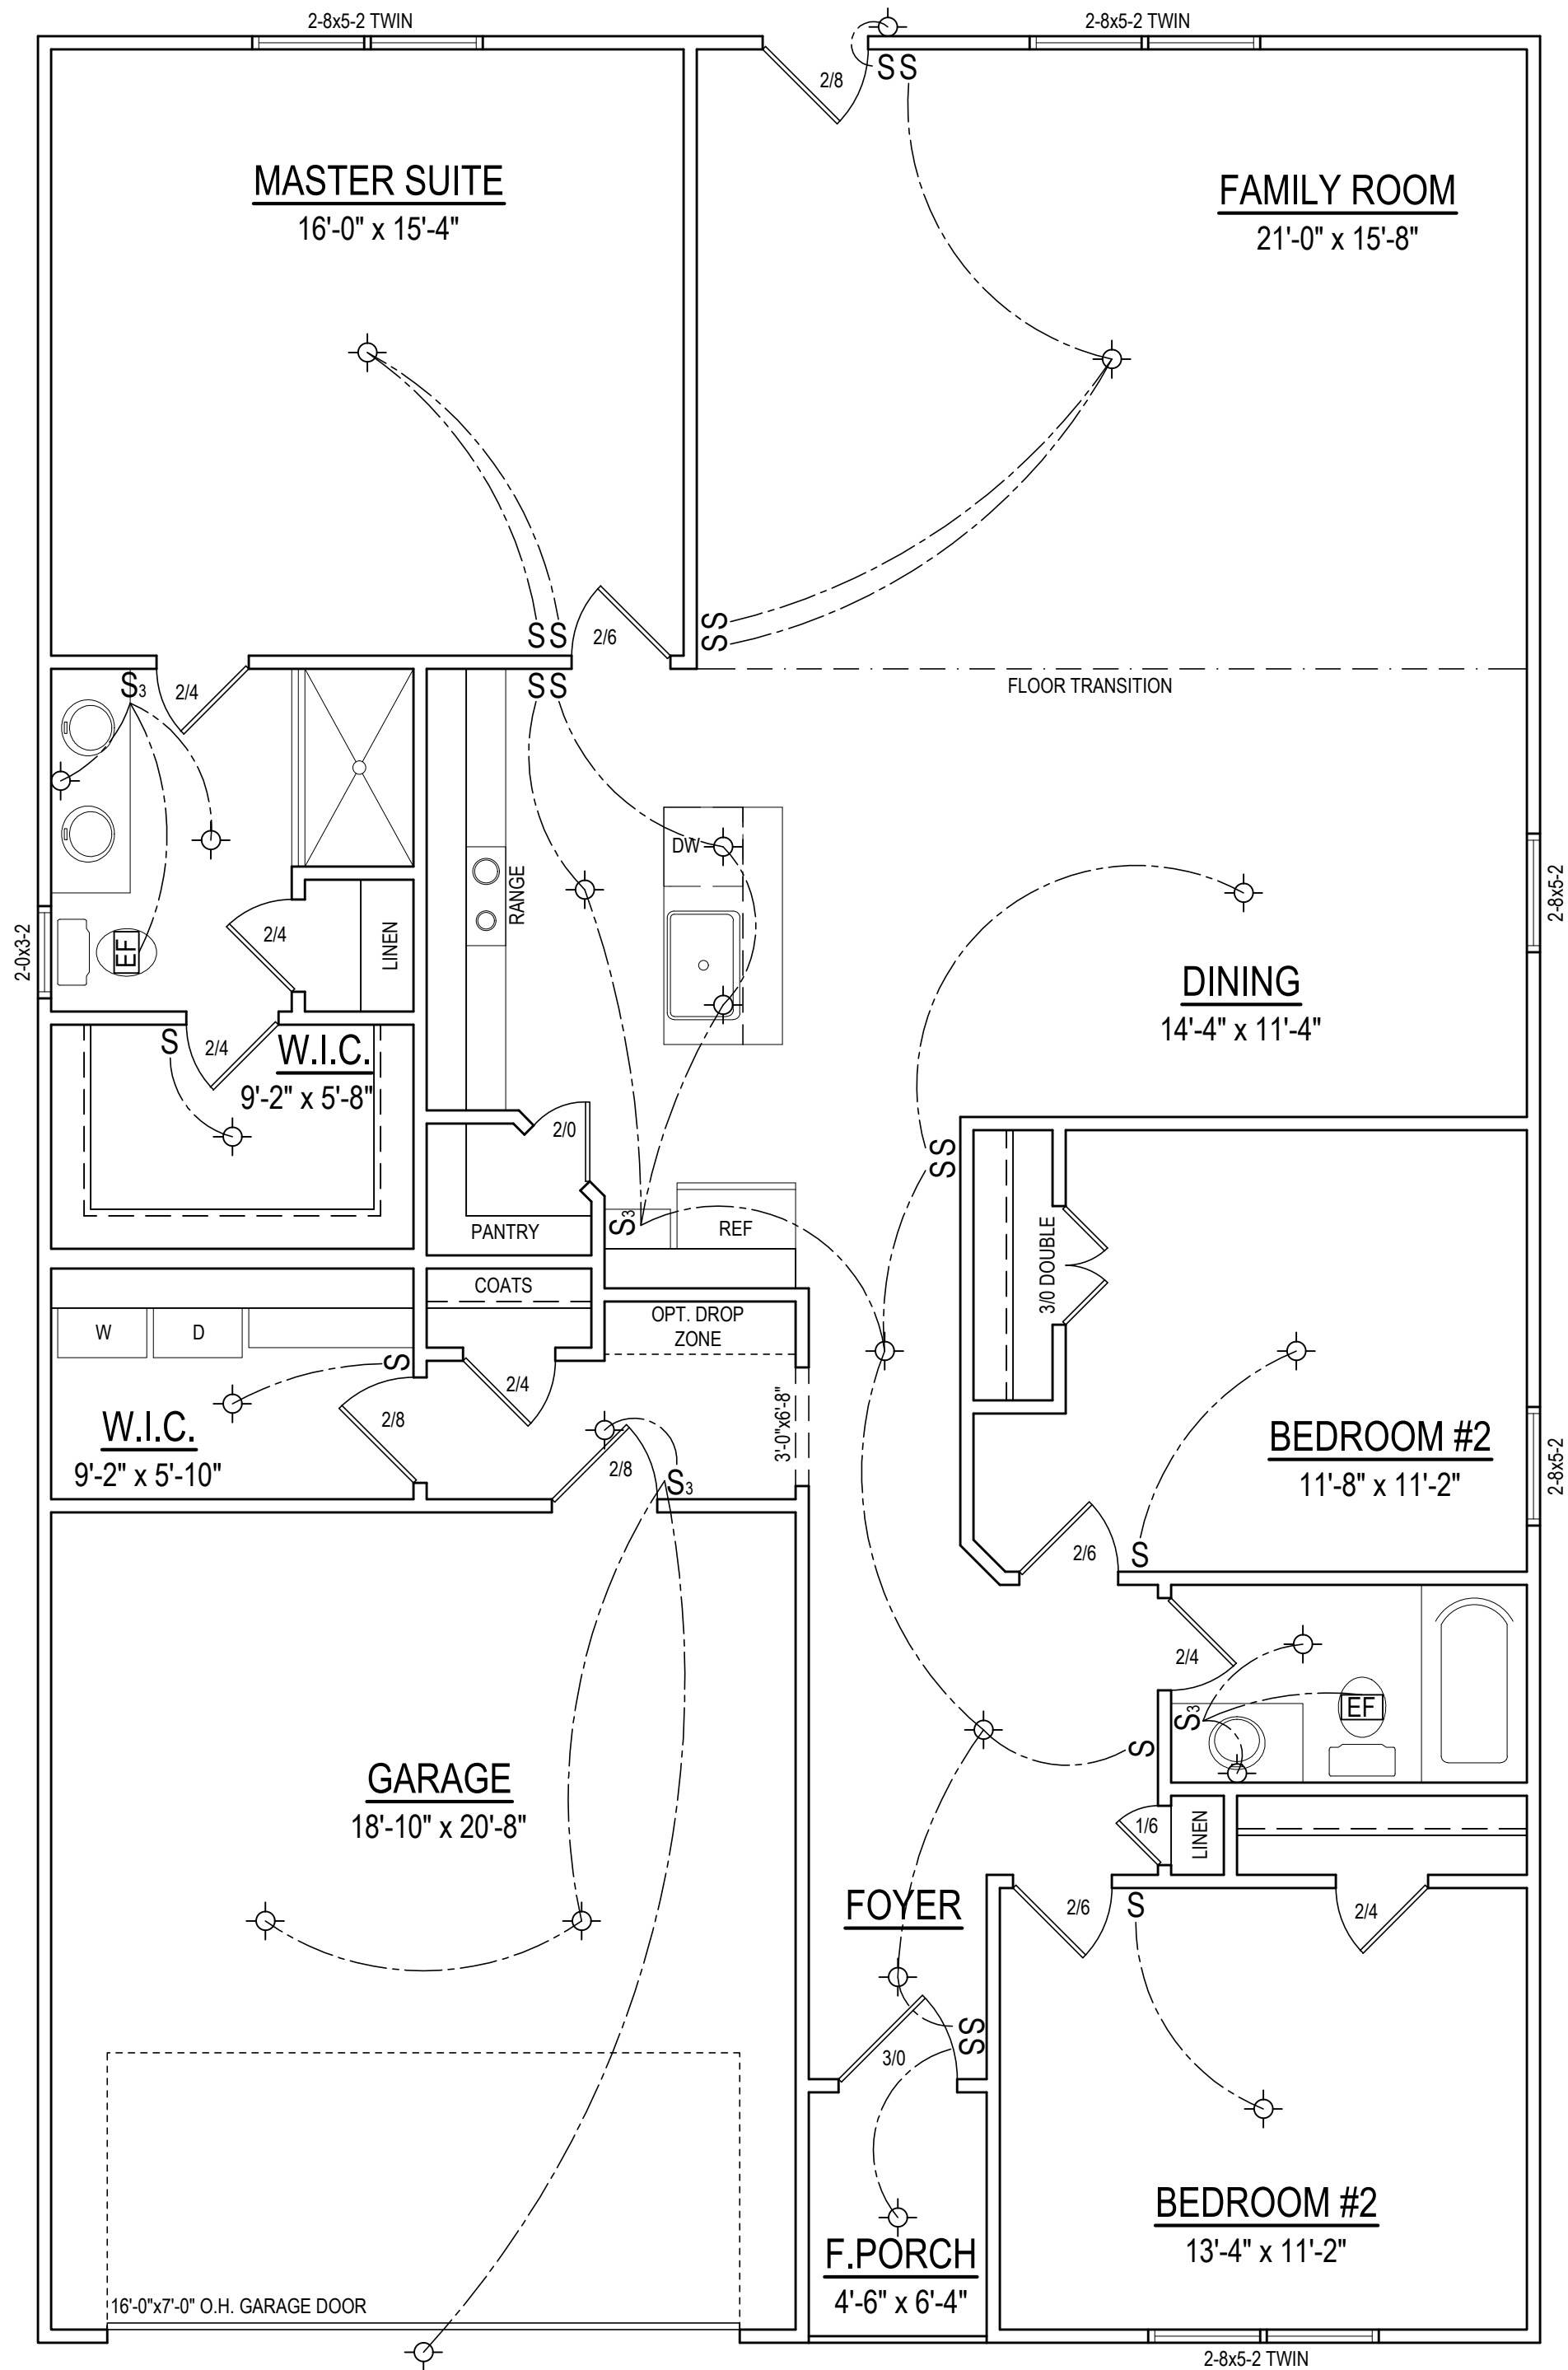 2-8x5-2 TWIN
2-8x5-2 TWIN
SS
2/8
MASTER SUITE
16'-0" x 15'-4"
FAMILY ROOM
21'-0" x 15'-8"
SS
2/6
SS
S3
2/4
SS
FLOOR TRANSITION
DW
RANGE
2-8x5-2
2/4
LINEN
EF
2-0x3-2
DINING
14'-4" x 11'-4"
S
2/4
W.I.C.
9'-2" x 5'-8"
2/0
SS
PANTRY
S3
REF
3/0 DOUBLE
COATS
OPT. DROP
ZONE
W
D
S
2/4
3'-0"x6'-8"
2/8
W.I.C.
9'-2" x 5'-10"
2/8
S3
BEDROOM #2
11'-8" x 11'-2"
2-8x5-2
2/6
S
2/4
EF
S3
S
GARAGE
18'-10" x 20'-8"
1/6
LINEN
FOYER
2/6
S
2/4
SS
3/0
BEDROOM #2
13'-4" x 11'-2"
F.PORCH
4'-6" x 6'-4"
16'-0"x7'-0" O.H. GARAGE DOOR
2-8x5-2 TWIN